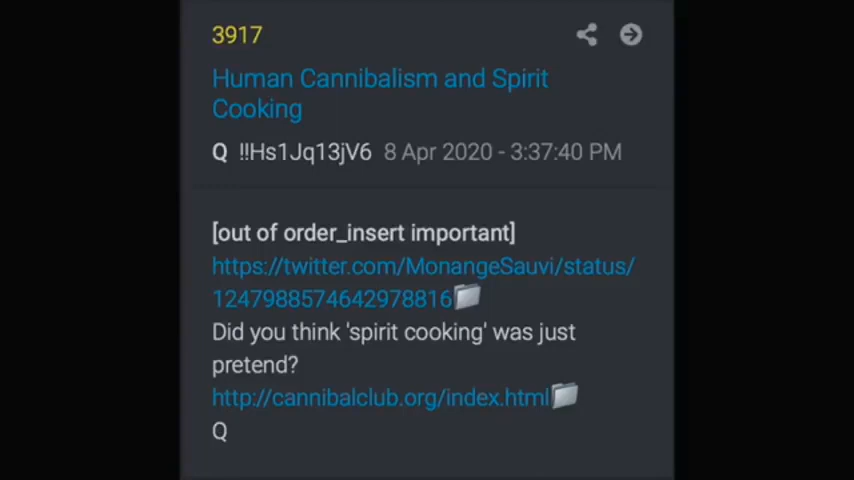 3917
Human Cannibalism and Spirit
Cooking
Q !!Hs1Jq13jV6 8 Apr 2020 - 3:37:40 PM
[out of order_insert important]
https://twitter.com/MonangeSauvi/status/
1247988574642978816
Did you think 'spirit cooking' was just
pretend?
http://cannibalclub.org/index.html
Q